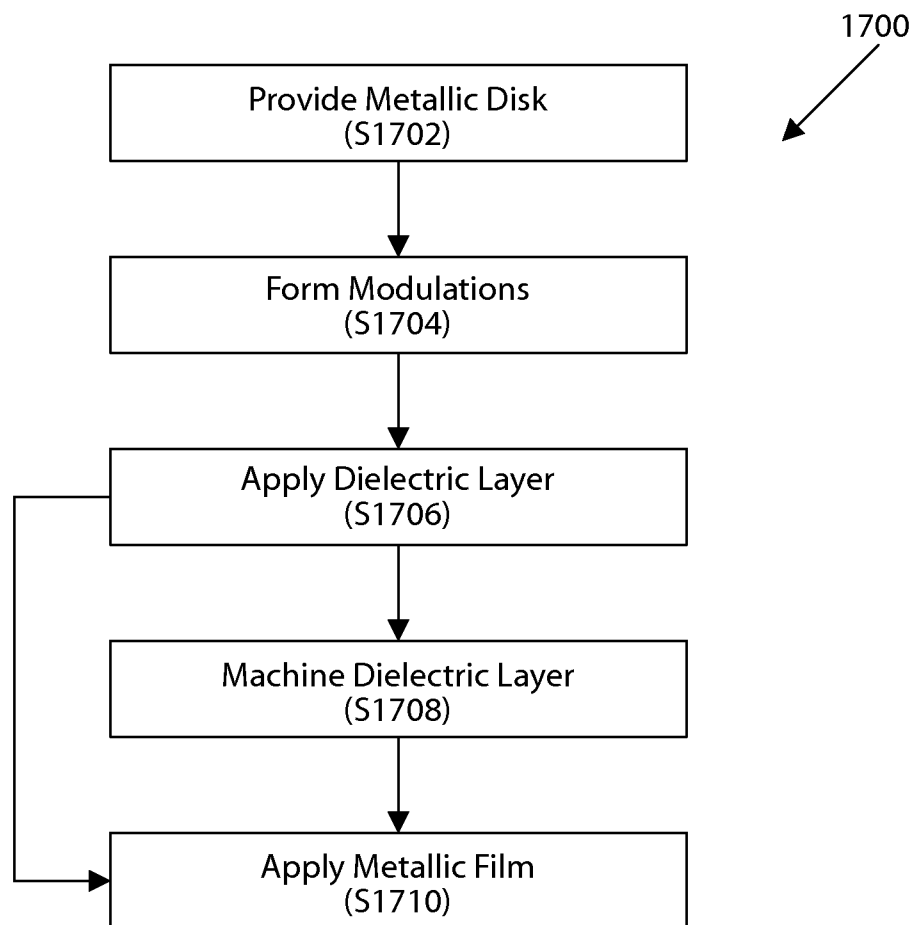 1700
Provide Metallic Disk
(S1702)
Form Modulations
(S1704)
Apply Dielectric Layer
(S1706)
Machine Dielectric Layer
(S1708)
Apply Metallic Film
(S1710)